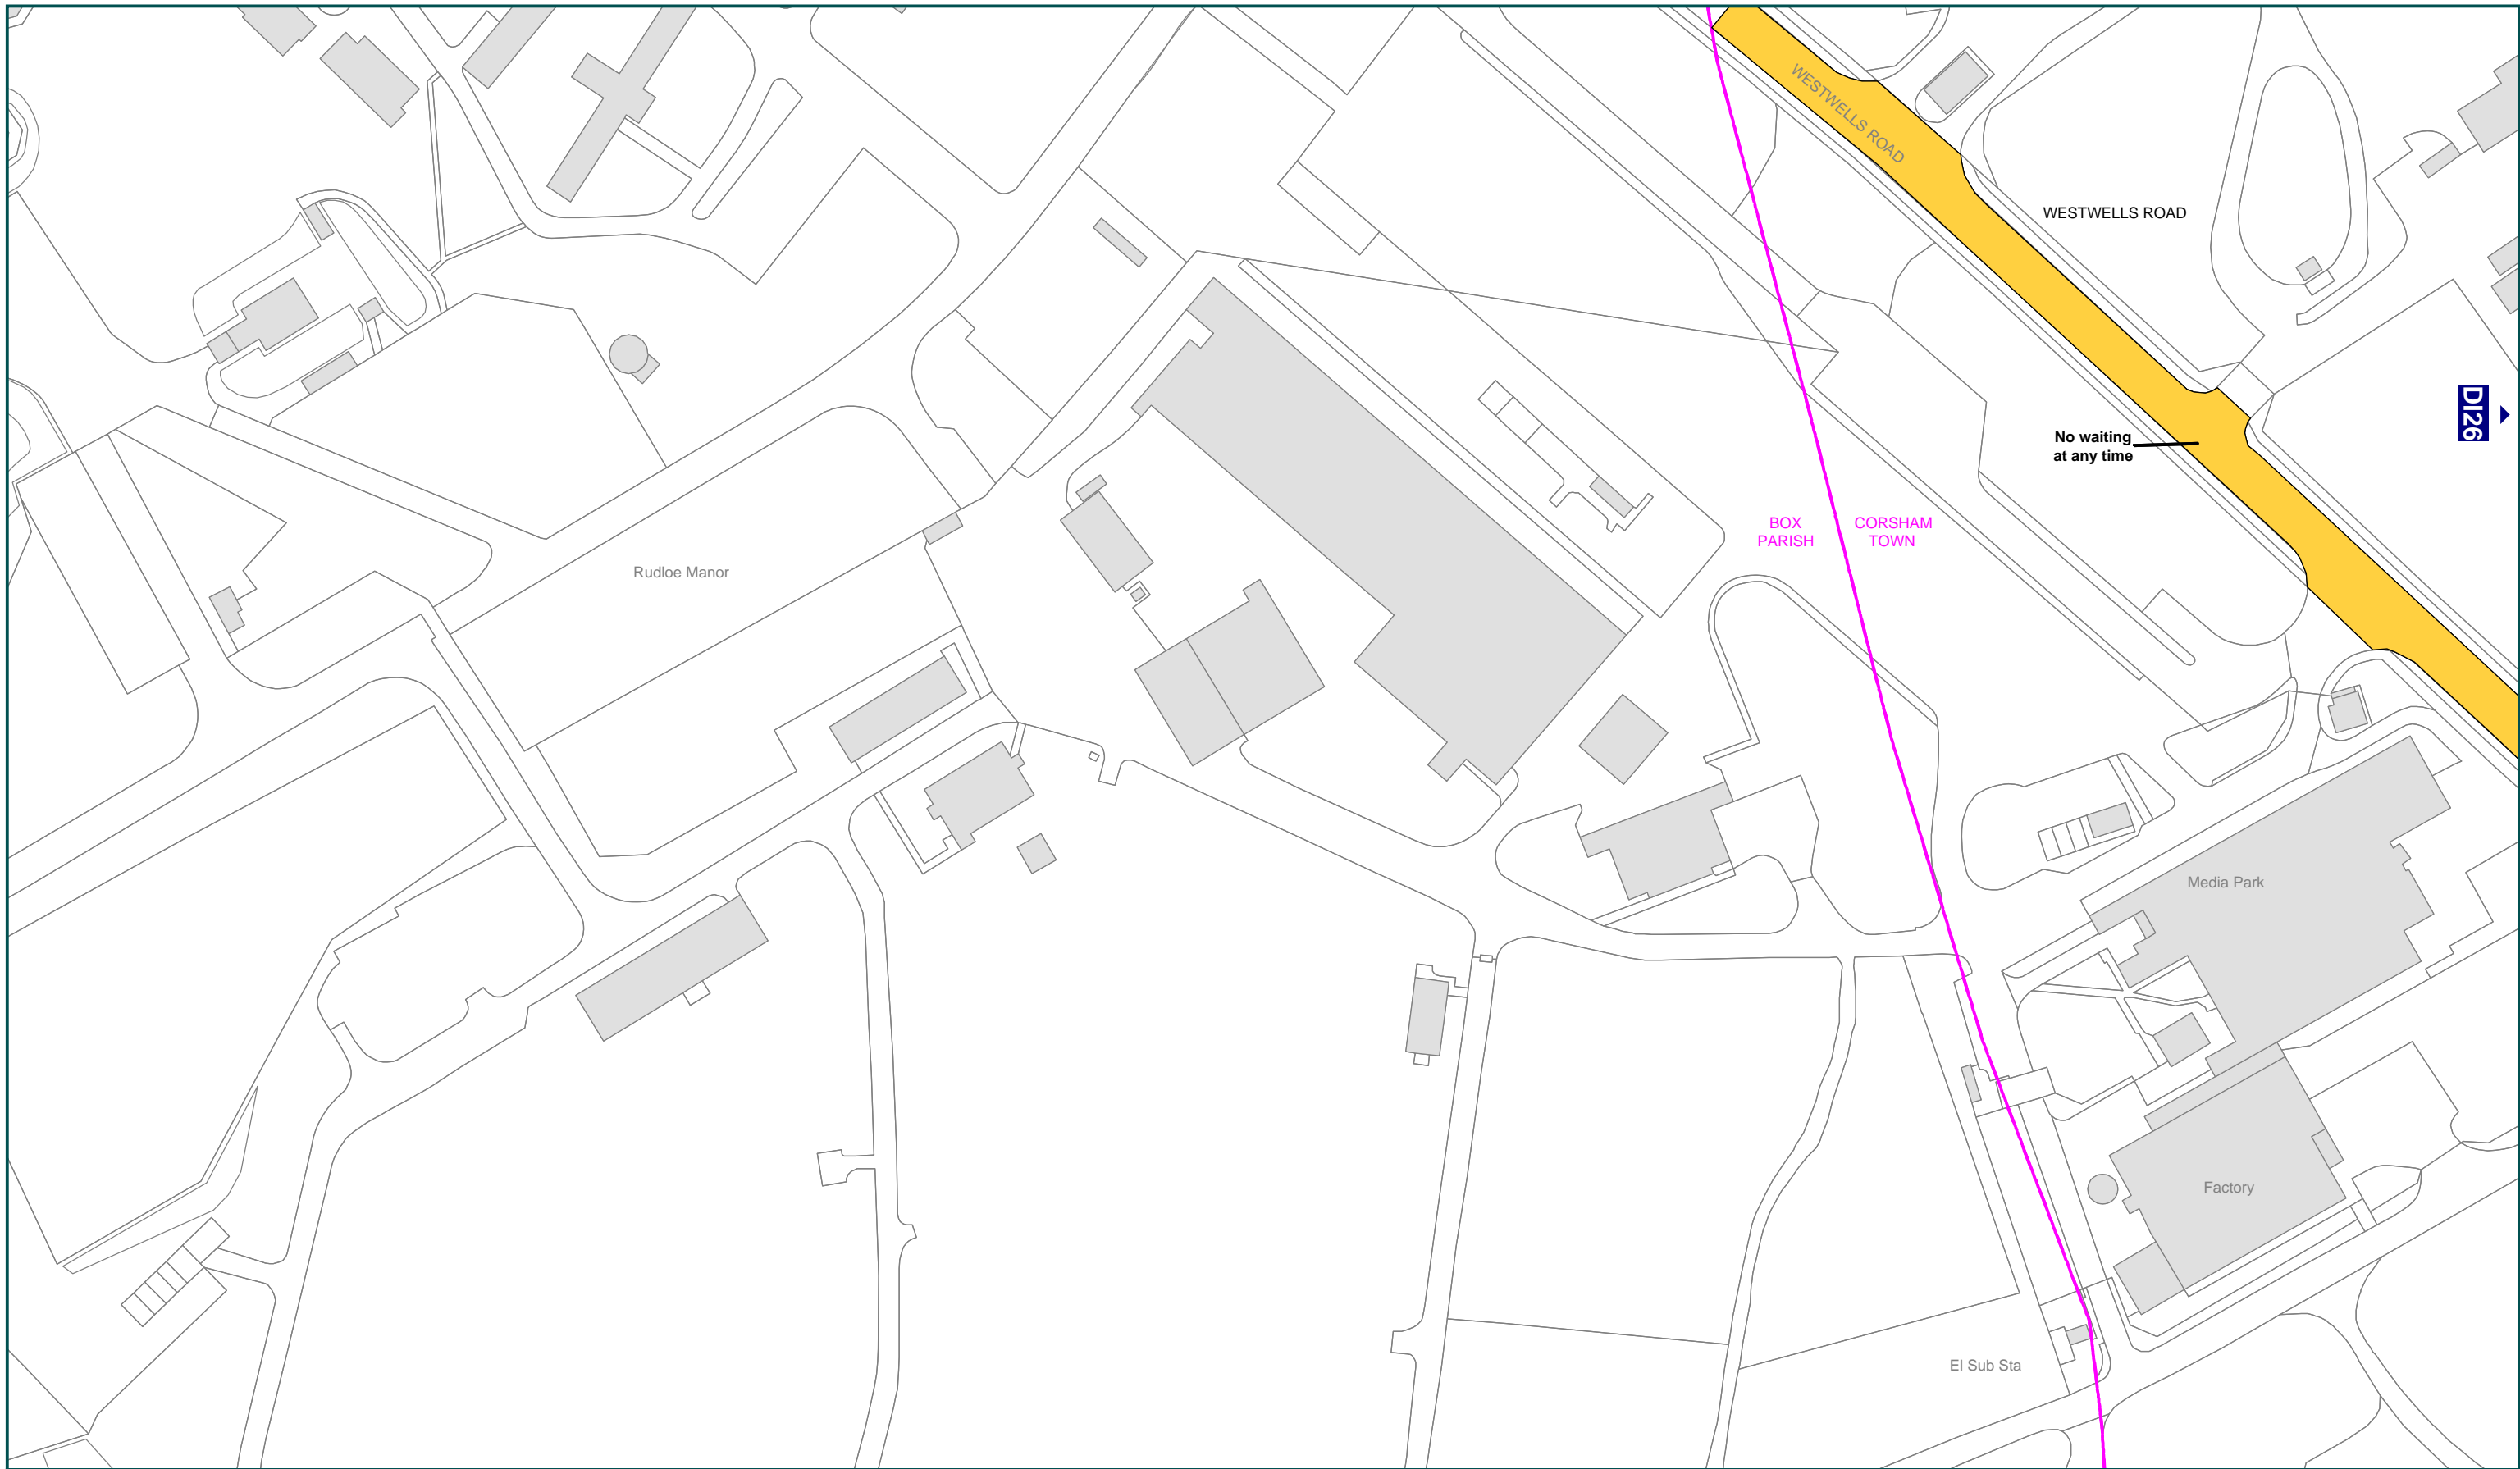 WESTWELLS ROAD
WESTWELLS ROAD
DI26
No waiting
at any time
BOX
PARISH
CORSHAM
TOWN
Rudloe Manor
Media Park
Factory
El Sub Sta